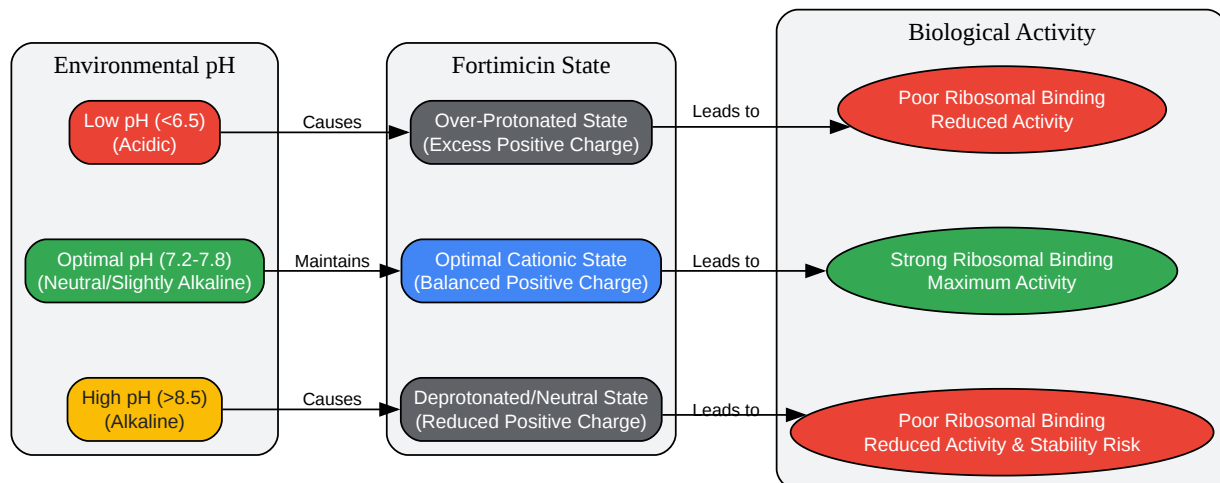 Biological Activity
Environmental pH
Fortimicin State
Low pH (<6.5)
(Acidic)
Causes
Over-Protonated State
(Excess Positive Charge)
Leads to
Poor Ribosomal Binding
Reduced Activity
Optimal pH (7.2-7.8)
(Neutral/Slightly Alkaline)
Maintains
Optimal Cationic State
(Balanced Positive Charge)
Leads to
Strong Ribosomal Binding
Maximum Activity
High pH (>8.5)
(Alkaline)
Causes
Deprotonated/Neutral State
(Reduced Positive Charge)
Leads to
Poor Ribosomal Binding
Reduced Activity & Stability Risk